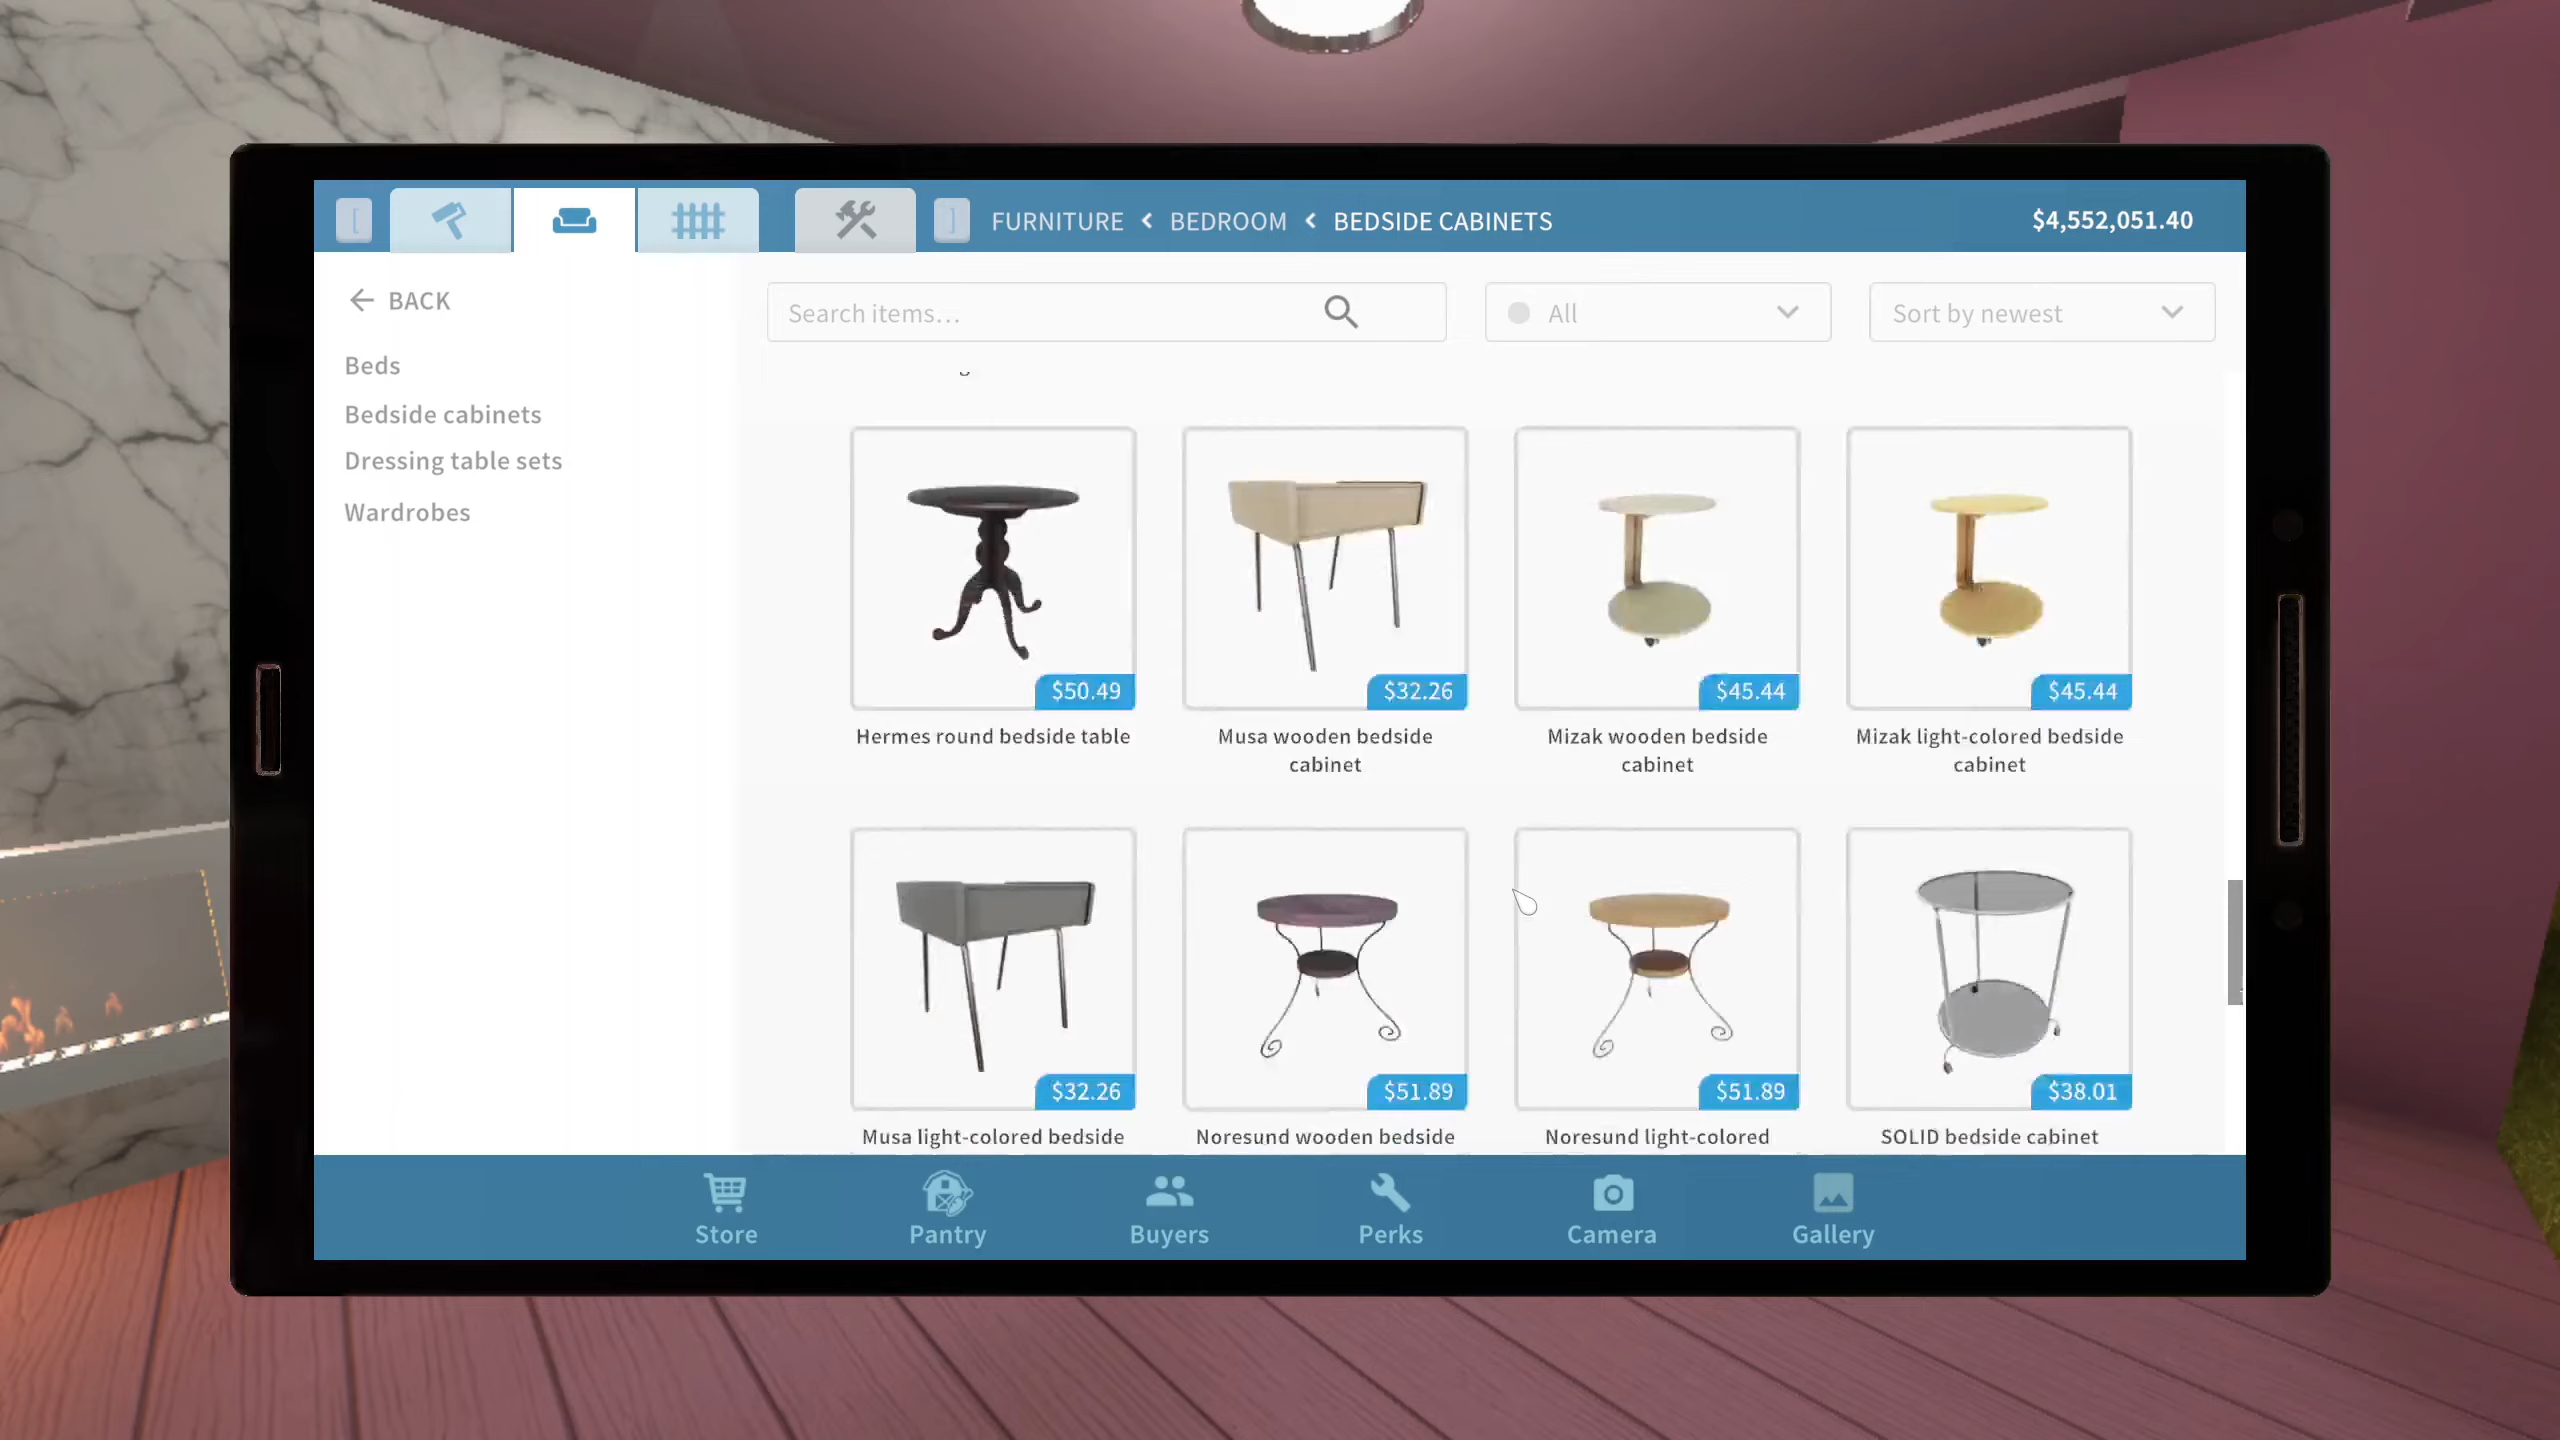 [
]
FURNITURE < BEDROOM < BEDSIDE CABINETS
$4,552,051.40
BACK
Search items...
All
Sort by newest
Beds
Bedside cabinets
Dressing table sets
Wardrobes
$50.49
$32.26
$45.44
$45.44
Hermes round bedside table
Musa wooden bedside
cabinet
Mizak wooden bedside
cabinet
Mizak light-colored bedside
cabinet
$32.26
$51.89
$51.89
$38.01
Musa light-colored bedside
Noresund wooden bedside
Noresund light-colored
SOLID bedside cabinet
Store
Pantry
Buyers
Perks
Camera
Gallery